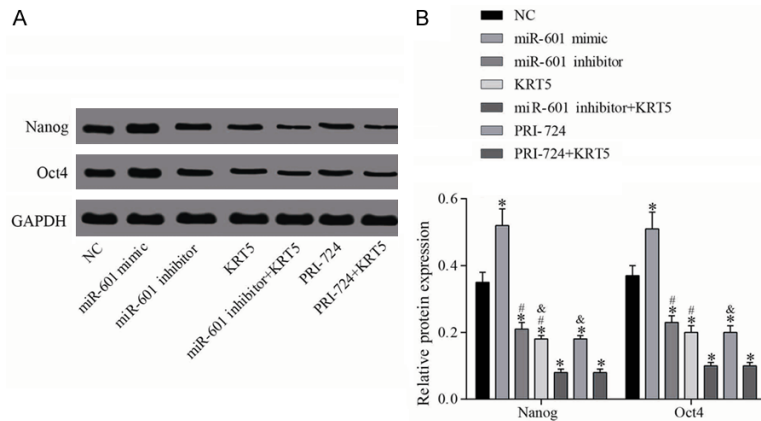 A
Nanog
Oct4
GAPDH
NC
miR-601 mimic
miR-601 inhibitor
KRT5
miR-601 inhibitor+KRT5
PRI-724
PRI-724+KRT5
B
NC
miR-601 mimic
miR-601 inhibitor
KRT5
miR-601 inhibitor+KRT5
PRI-724
PRI-724+KRT5
Relative protein expression
0.6
0.4
0.2
0.0
*
#
*
&
#
*
*
&
*
*
*
#
*
#
*
*
&
*
*
Nanog
Oct4